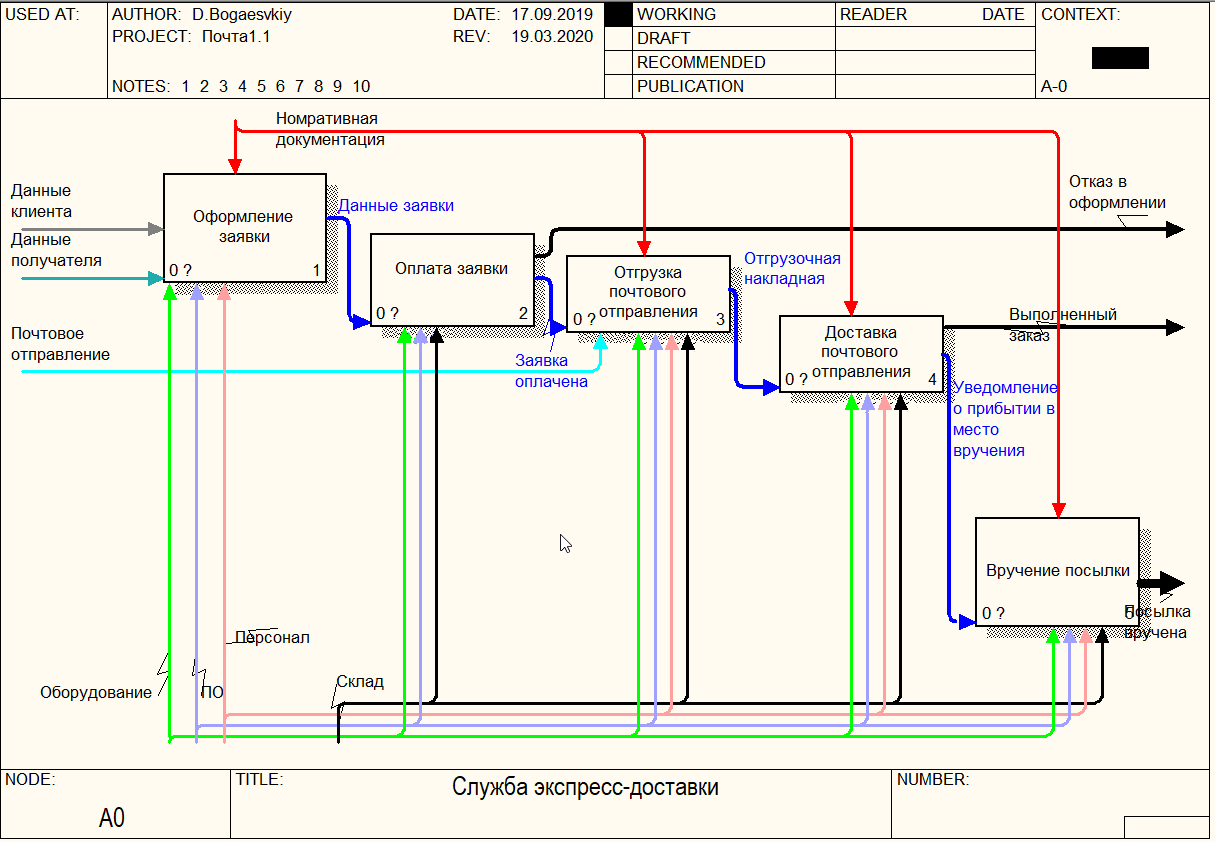 USED AT:
AUTHOR: D.Bogaesvkiy
DATE: 17.09.2019
PROJECT: Почта1.1
REV: 19.03.2020
NOTES: 1 2 3 4 5 6 7 8 9 10
WORKING
DRAFT
RECOMMENDED
PUBLICATION
READER DATE
CONTEXT:
A-0
Номративная
документация
Данные
клиента
Данные
получателя
Почтовое
отправление
Оформление
заявки
0 ? 1
Данные заявки
Оплата заявки
0 ? 2
Заявка
оплачена
Отгрузка
почтового
отправления
0 ? 3
Отгрузочная
накладная
Доставка
почтового
отправления
0 ? 4
Отказ в
оформлении
Выполненный
заказ
Уведомление
о прибытии в
место
вручения
Вручение посылки
0 ? 5
Посылка
вручена
Персонал
Оборудование
ПО
Склад
NODE:
A0
TITLE:
Служба экспресс-доставки
NUMBER: